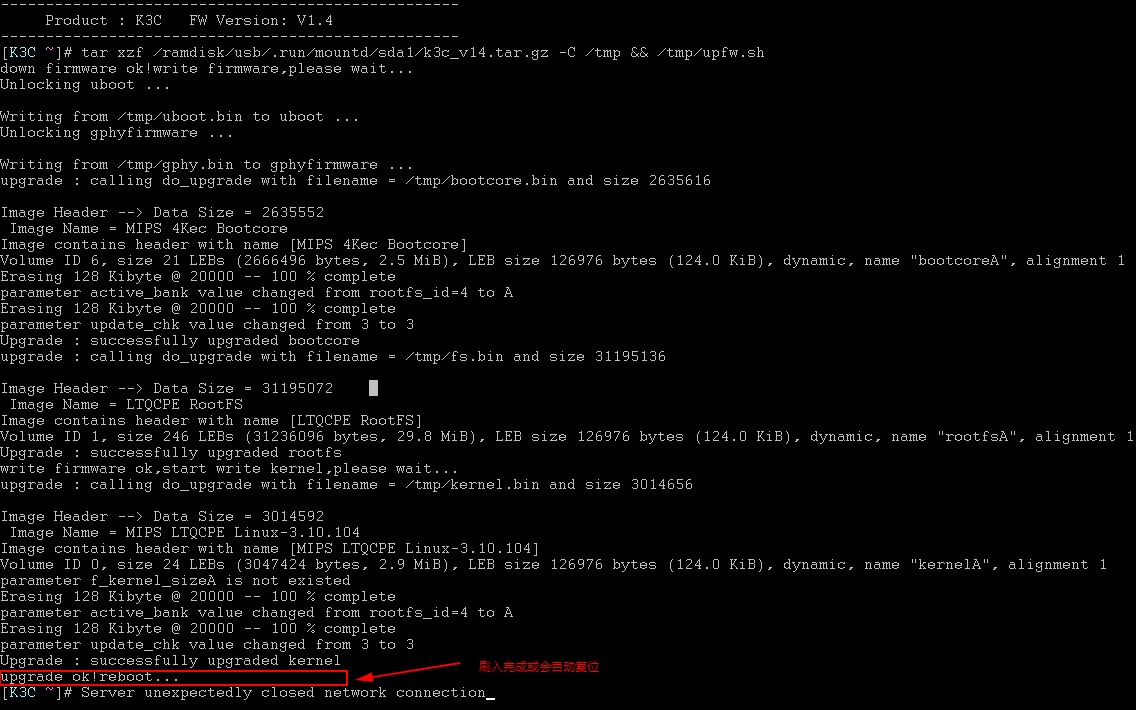 ---------------------------------------------------
Product : K3C   FW Version: V1.4
---------------------------------------------------
[K3C ~]# tar xzf /ramdisk/usb/.run/mountd/sda1/k3c_v14.tar.gz -C /tmp && /tmp/upfw.sh
down firmware ok!write firmware,please wait...
Unlocking uboot ...
Writing from /tmp/uboot.bin to uboot ...
Unlocking gphyfirmware ...
Writing from /tmp/gphy.bin to gphyfirmware ...
upgrade : calling do_upgrade with filename = /tmp/bootcore.bin and size 2635616
Image Header --> Data Size = 2635552
Image Name = MIPS 4Kec Bootcore
Image contains header with name [MIPS 4Kec Bootcore]
Volume ID 6, size 21 LEBs (2666496 bytes, 2.5 MiB), LEB size 126976 bytes (124.0 KiB), dynamic, name "bootcoreA", alignment 1
Erasing 128 Kibyte @ 20000 -- 100 % complete
parameter active_bank value changed from rootfs_id=4 to A
Erasing 128 Kibyte @ 20000 -- 100 % complete
parameter update_chk value changed from 3 to 3
Upgrade : successfully upgraded bootcore
upgrade : calling do_upgrade with filename = /tmp/fs.bin and size 31195136
Image Header --> Data Size = 31195072
Image Name = LTQCPE RootFS
Image contains header with name [LTQCPE RootFS]
Volume ID 1, size 246 LEBs (31236096 bytes, 29.8 MiB), LEB size 126976 bytes (124.0 KiB), dynamic, name "rootfsA", alignment 1
Upgrade : successfully upgraded rootfs
write firmware ok,start write kernel,please wait...
upgrade : calling do_upgrade with filename = /tmp/kernel.bin and size 3014656
Image Header --> Data Size = 3014592
Image Name = MIPS LTQCPE Linux-3.10.104
Image contains header with name [MIPS LTQCPE Linux-3.10.104]
Volume ID 0, size 24 LEBs (3047424 bytes, 2.9 MiB), LEB size 126976 bytes (124.0 KiB), dynamic, name "kernelA", alignment 1
parameter f_kernel_sizeA is not existed
Erasing 128 Kibyte @ 20000 -- 100 % complete
parameter active_bank value changed from rootfs_id=4 to A
Erasing 128 Kibyte @ 20000 -- 100 % complete
parameter update_chk value changed from 3 to 3
Upgrade : successfully upgraded kernel
刷入完成或会自动复位
upgrade ok!reboot...
[K3C ~]# Server unexpectedly closed network connection_